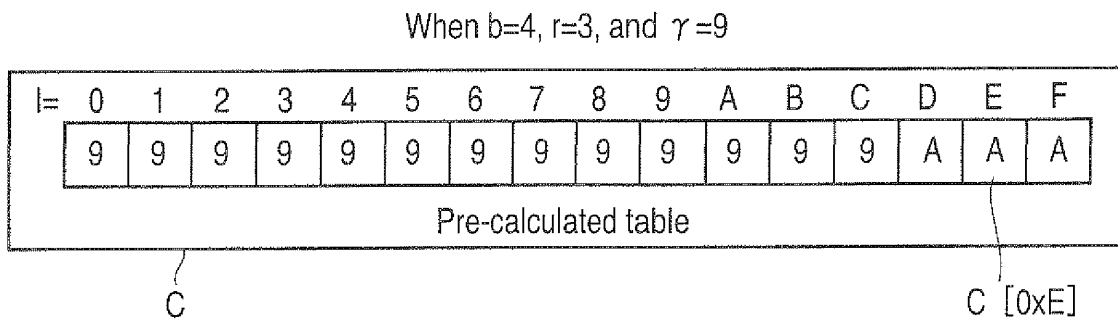 When b=4, r=3, and γ=9
I= 0 1 2 3 4 5 6 7 8 9 A B C D E F
9 9 9 9 9 9 9 9 9 9 9 9 9 A A A
Pre-calculated table
C
C [0xE]